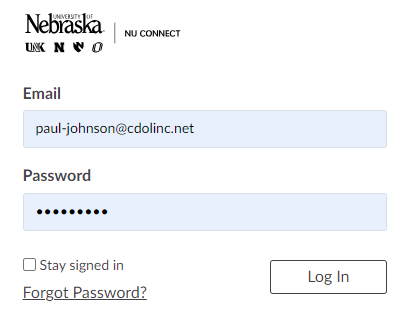 UNIVERSITY OF
Nebraska
NU CONNECT
UNK N O
Email
paul-johnson@cdolinc.net
Password
•••••••••
Stay signed in
Log In
Forgot Password?